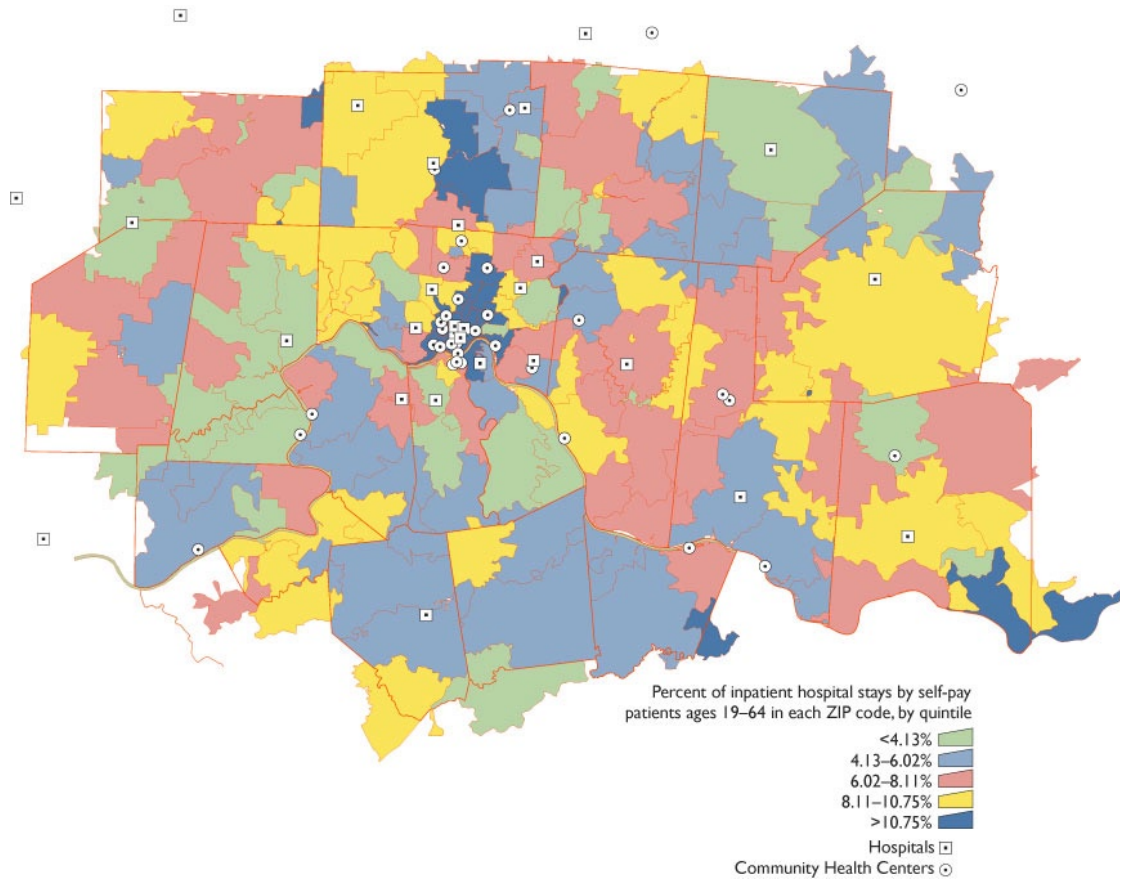 Percent of inpatient hospital stays by self-pay
patients ages 19–64 in each ZIP code, by quintile
<4.13%
4.13–6.02%
6.02–8.11%
8.11–10.75%
>10.75%
Hospitals
Community Health Centers